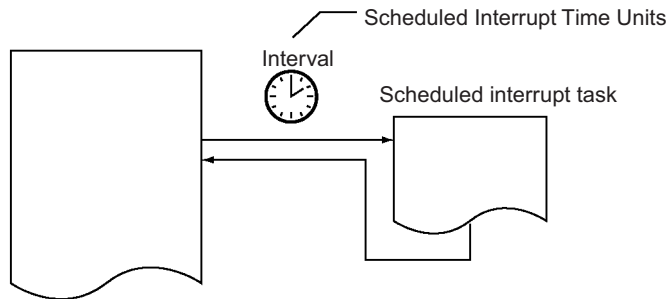 Scheduled Interrupt Time Units
Interval
Scheduled interrupt task